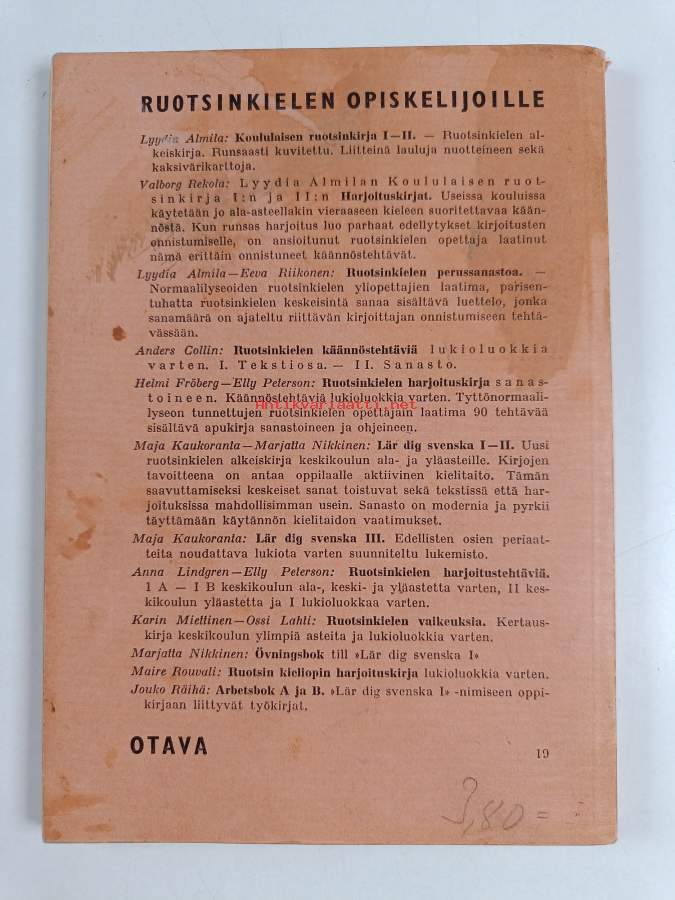 RUOTSINKIELEN OPISKELIJOILLE
Lyydia Almila: Koululaisen ruotsinkirja I—II. — Ruotsinkielen al-
keiskirja. Runsaasti kuvitettu. Liitteinä lauluja nuotteineen sekä
kaksivärikarttoja.
Valborg Rekola: Lyydia Almilan Koululaisen ruot-
sinkirja I:n ja II:n Harjoituskirjat. Useissa kouluissa
käytetään jo ala-asteellakin vieraaseen kieleen suoritettavaa kään-
nöstä. Kun runsas harjoitus luo parhaat edellytykset kirjoitusten
onnistumiselle, on ansioitunut ruotsinkielen opettaja laatinut
nämä erittäin onnistuneet käännöstehtävät.
Lyydia Almila—Eeva Riikonen: Ruotsinkielen perussanastoa. —
Normaalilyseoiden ruotsinkielen yliopettajien laatima, parisen-
tuhatta ruotsinkielen keskeisintä sanaa sisältävä luettelo, jonka
sanamäärä on ajateltu riittävän kirjoittajan onnistumiseen tehtä-
vässään.
Anders Collin: Ruotsinkielen käännöstehtäviä lukioluokkia
varten. I. Tekstiosa. — II. Sanasto.
Helmi Fröberg—Elly Peterson: Ruotsinkielen harjoituskirja sanas-
toineen. Käännöstehtäviä lukioluokkia varten. Tyttönormaali-
Antikvariaatti.net
lyseon tunnettujen ruotsinkielen opettajain laatima 90 tehtävää
sisältävä apukirja sanastoineen ja ohjeineen.
Maja Kaukoranta—Marjatta Nikkinen: Lär dig svenska I—II. Uusi
ruotsinkielen alkeiskirja keskikoulun ala- ja yläasteille. Kirjojen
tavoitteena on antaa oppilaalle aktiivinen kielitaito. Tämän
saavuttamiseksi keskeiset sanat toistuvat sekä tekstissä että har-
joituksissa mahdollisimman usein. Sanasto on modernia ja pyrkii
täyttämään käytännön kielitaidon vaatimukset.
Maja Kaukoranta: Lär dig svenska III. Edellisten osien periaat-
teita noudattava lukiota varten suunniteltu lukemisto.
Anna Lindgren—Elly Peterson: Ruotsinkielen harjoitustehtäviä.
I A — I B keskikoulun ala-, keski- ja yläastetta varten, II kes-
kikoulun yläastetta ja I lukioluokkaa varten.
Karin Miettinen—Ossi Lahti: Ruotsinkielen vaikeuksia. Kertaus-
kirja keskikoulun ylimpiä asteita ja lukioluokkia varten.
Marjatta Nikkinen: Övningsbok till »Lär dig svenska I»
Maire Rouvali: Ruotsin kieliopin harjoituskirja lukioluokkia varten.
Jouko Räihä: Arbetsbok A ja B. »Lär dig svenska I» -nimiseen oppi-
kirjaan liittyvät työkirjat.
OTAVA
19
3,80 =